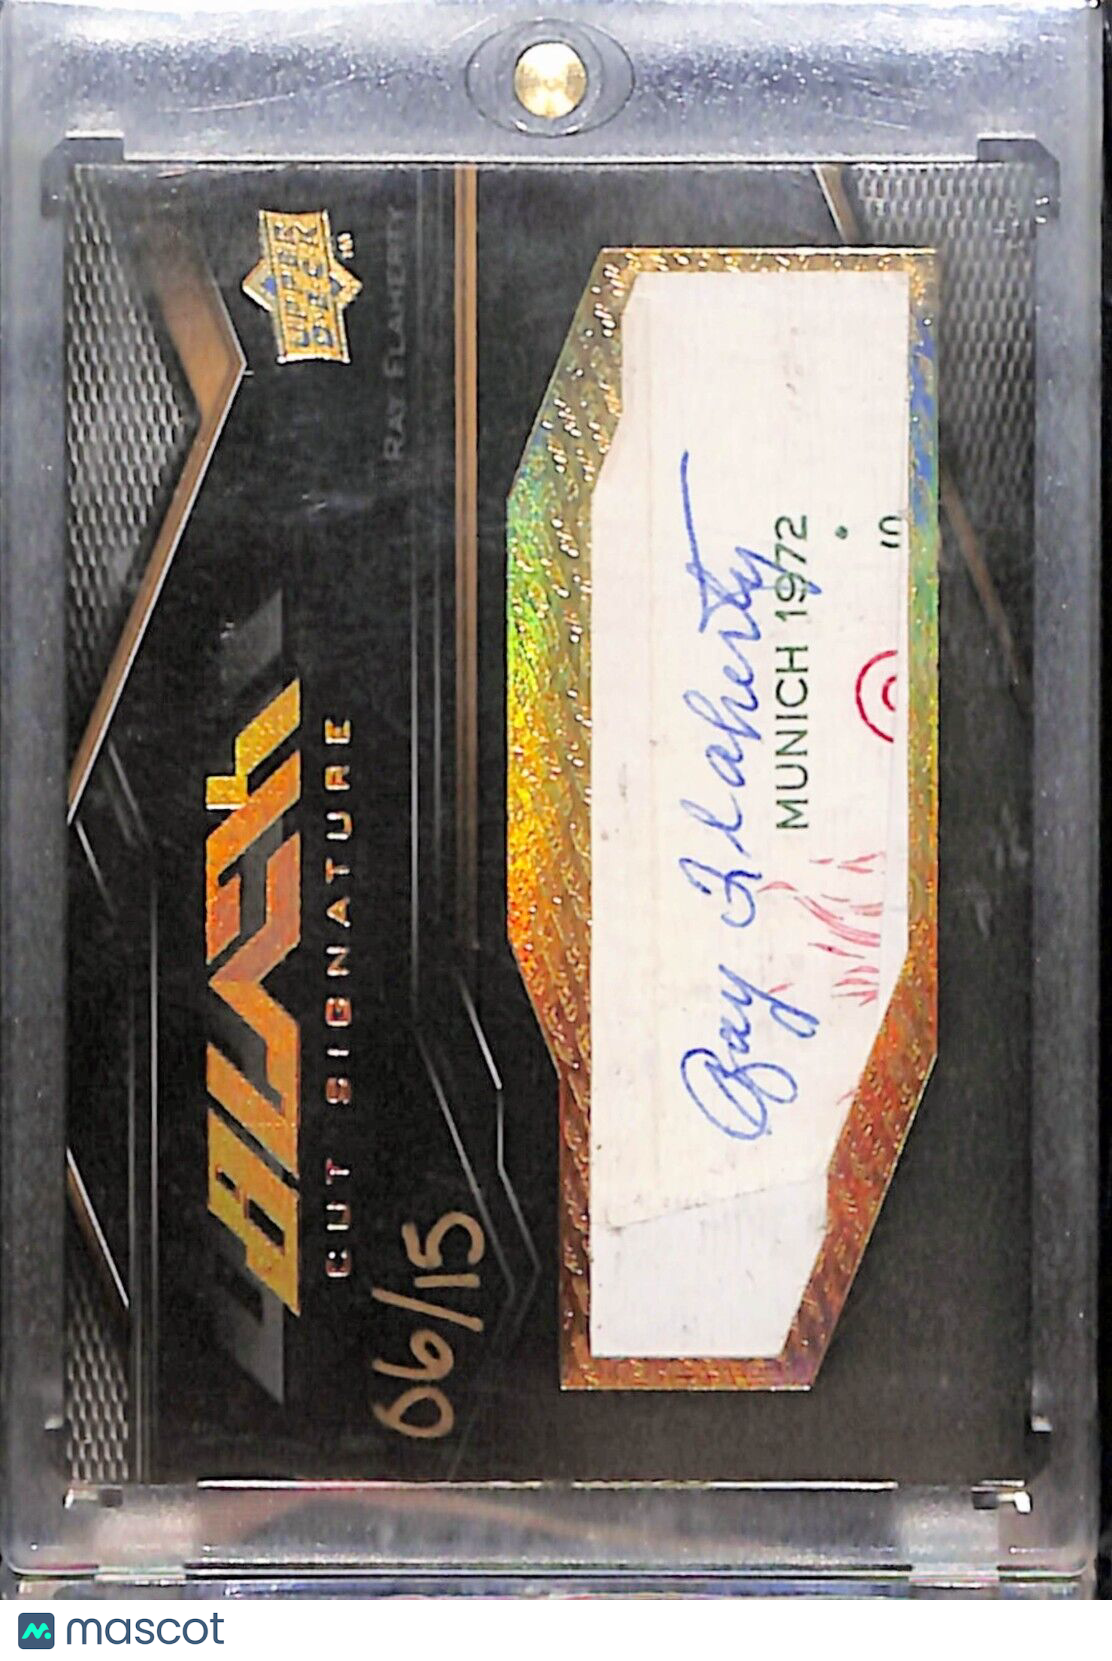 UPPER DECK
RAY FLAHERTY
BLACK
CUT SIGNATURE
06/15
Ray Flaherty
MUNICH 1972
S
mascot